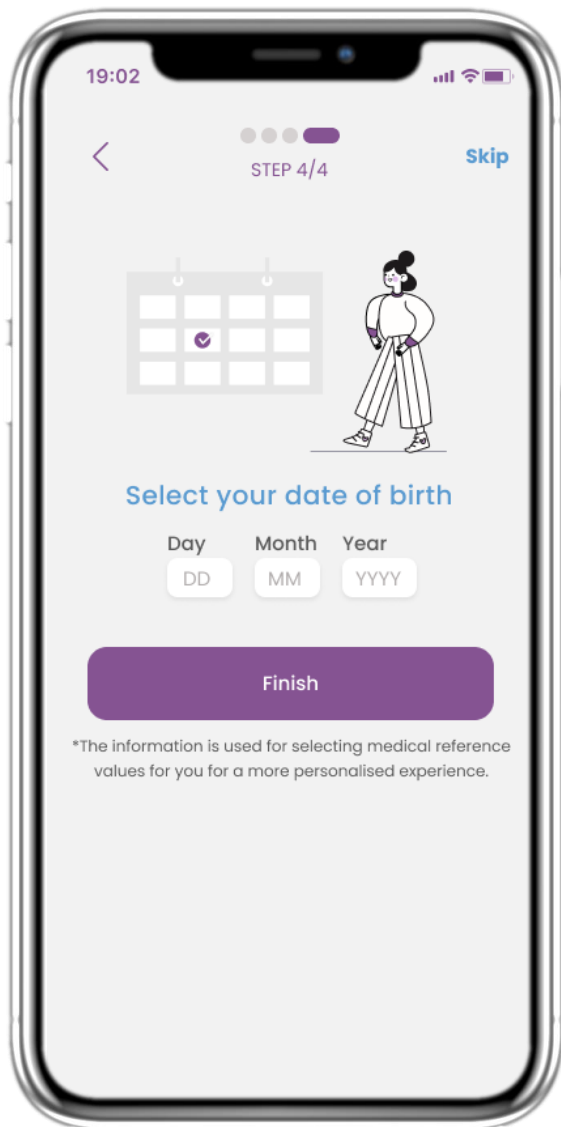 19:02
STEP 4/4
Skip
Select your date of birth
Day Month Year
DD MM YYYY
Finish
*The information is used for selecting medical reference
values for you for a more personalised experience.